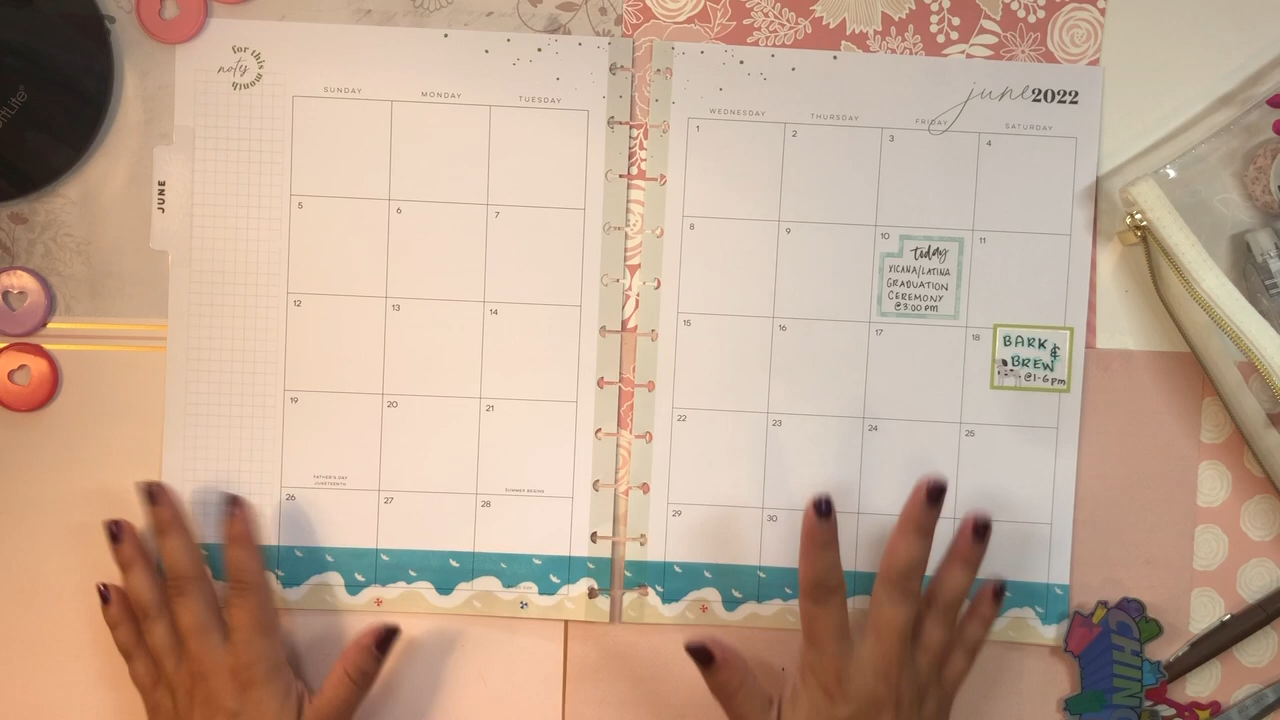 for this month
notes
JUNE
SUNDAY MONDAY TUESDAY
5 6 7
12 13 14
19 20 21
FATHER'S DAY
JUNETEENTH
SUMMER BEGINS
26 27 28
june 2022
WEDNESDAY THURSDAY FRIDAY SATURDAY
1 2 3 4
8 9 10 11
today
XICANA/LATINA
GRADUATION
CEREMONY
@3:00 pm
15 16 17 18
BARK &
BREW
@1-6pm
22 23 24 25
29 30
CHING